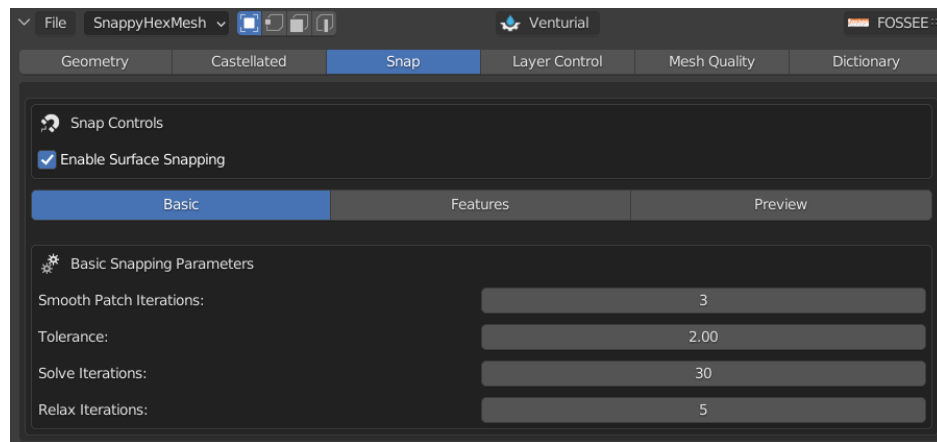 File SnappyHexMesh Venturial FOSSEE
Geometry Castellated Snap Layer Control Mesh Quality Dictionary
Snap Controls
Enable Surface Snapping
Basic Features Preview
Basic Snapping Parameters
Smooth Patch Iterations: 3
Tolerance: 2.00
Solve Iterations: 30
Relax Iterations: 5